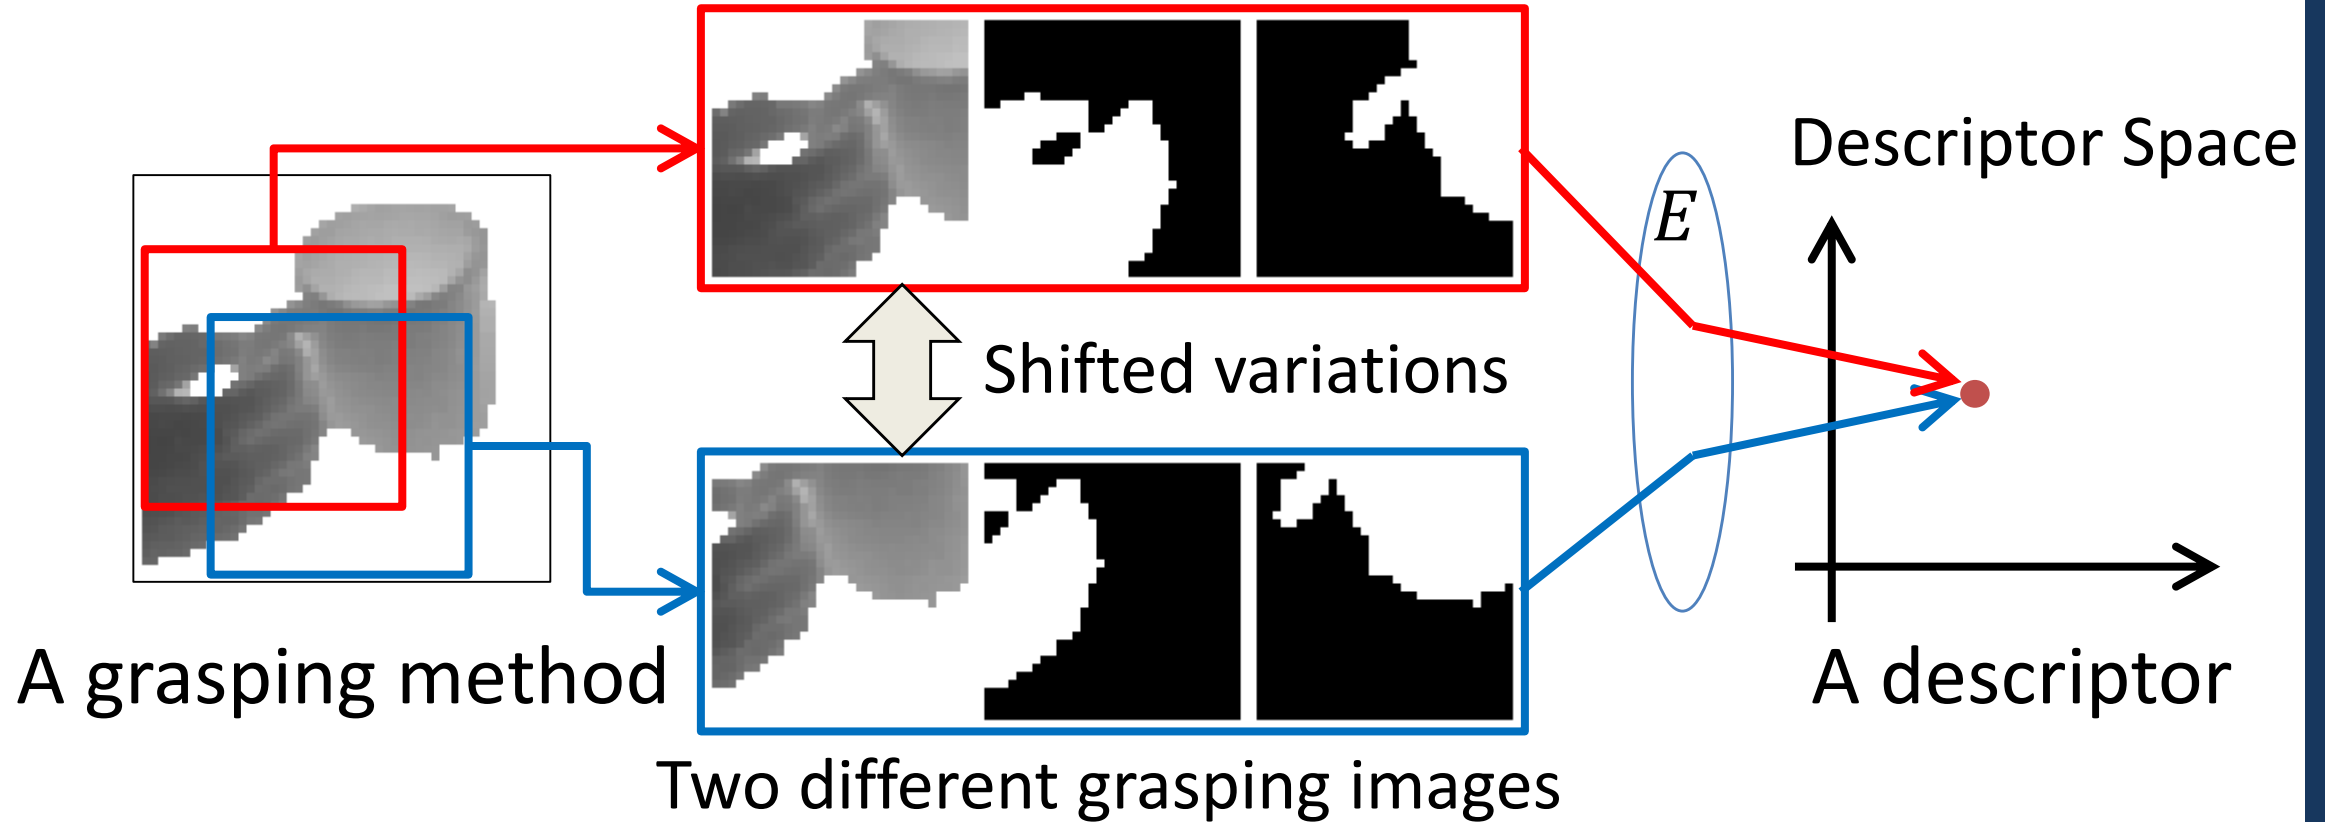 Descriptor Space
E
Shifted variations
A grasping method
A descriptor
Two different grasping images